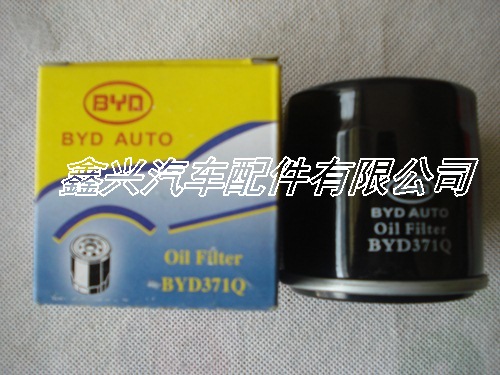 BYD
BYD AUTO
鑫兴汽车配件有限公司
Oil Filter
BYD371Q
BYD
BYD AUTO
Oil Filter
BYD371Q